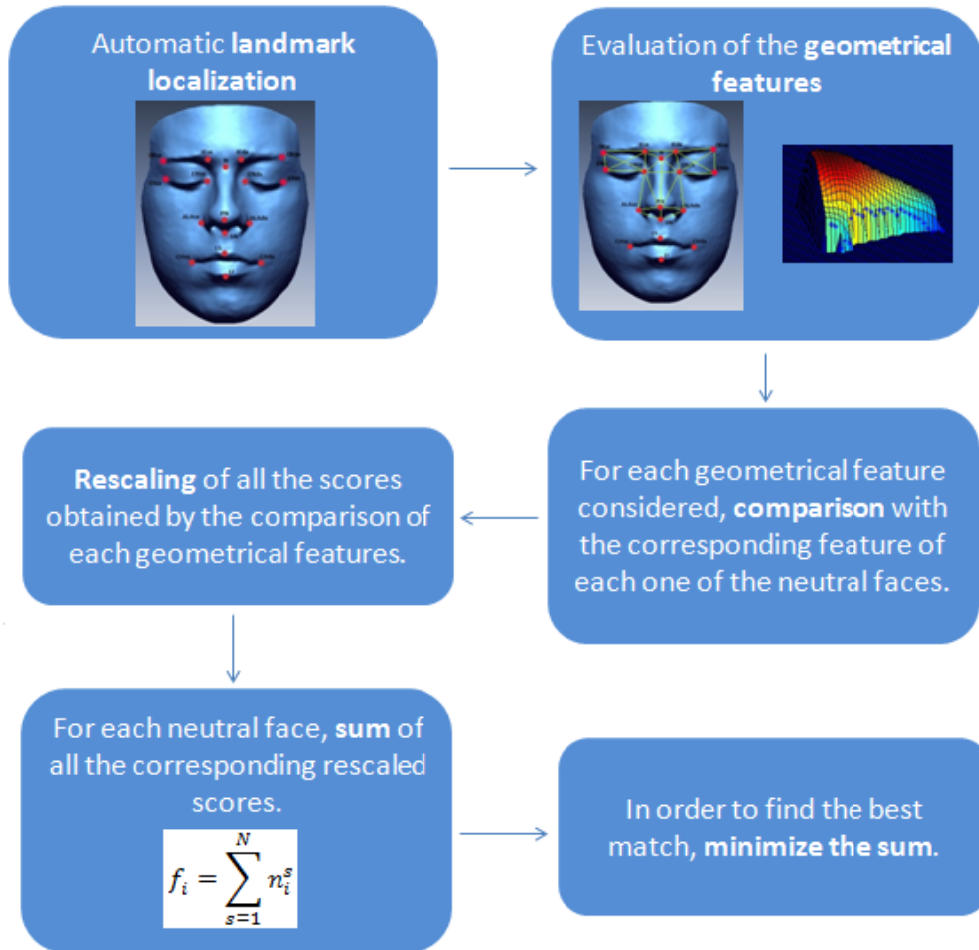 Automatic landmark
localization
Evaluation of the geometrical
features
For each geometrical feature
considered, comparison with
the corresponding feature of
each one of the neutral faces.
Rescaling of all the scores
obtained by the comparison of
each geometrical features.
For each neutral face, sum of
all the corresponding rescaled
scores.
f_i = \sum_{s=1}^{N} n_i^s
In order to find the best
match, minimize the sum.